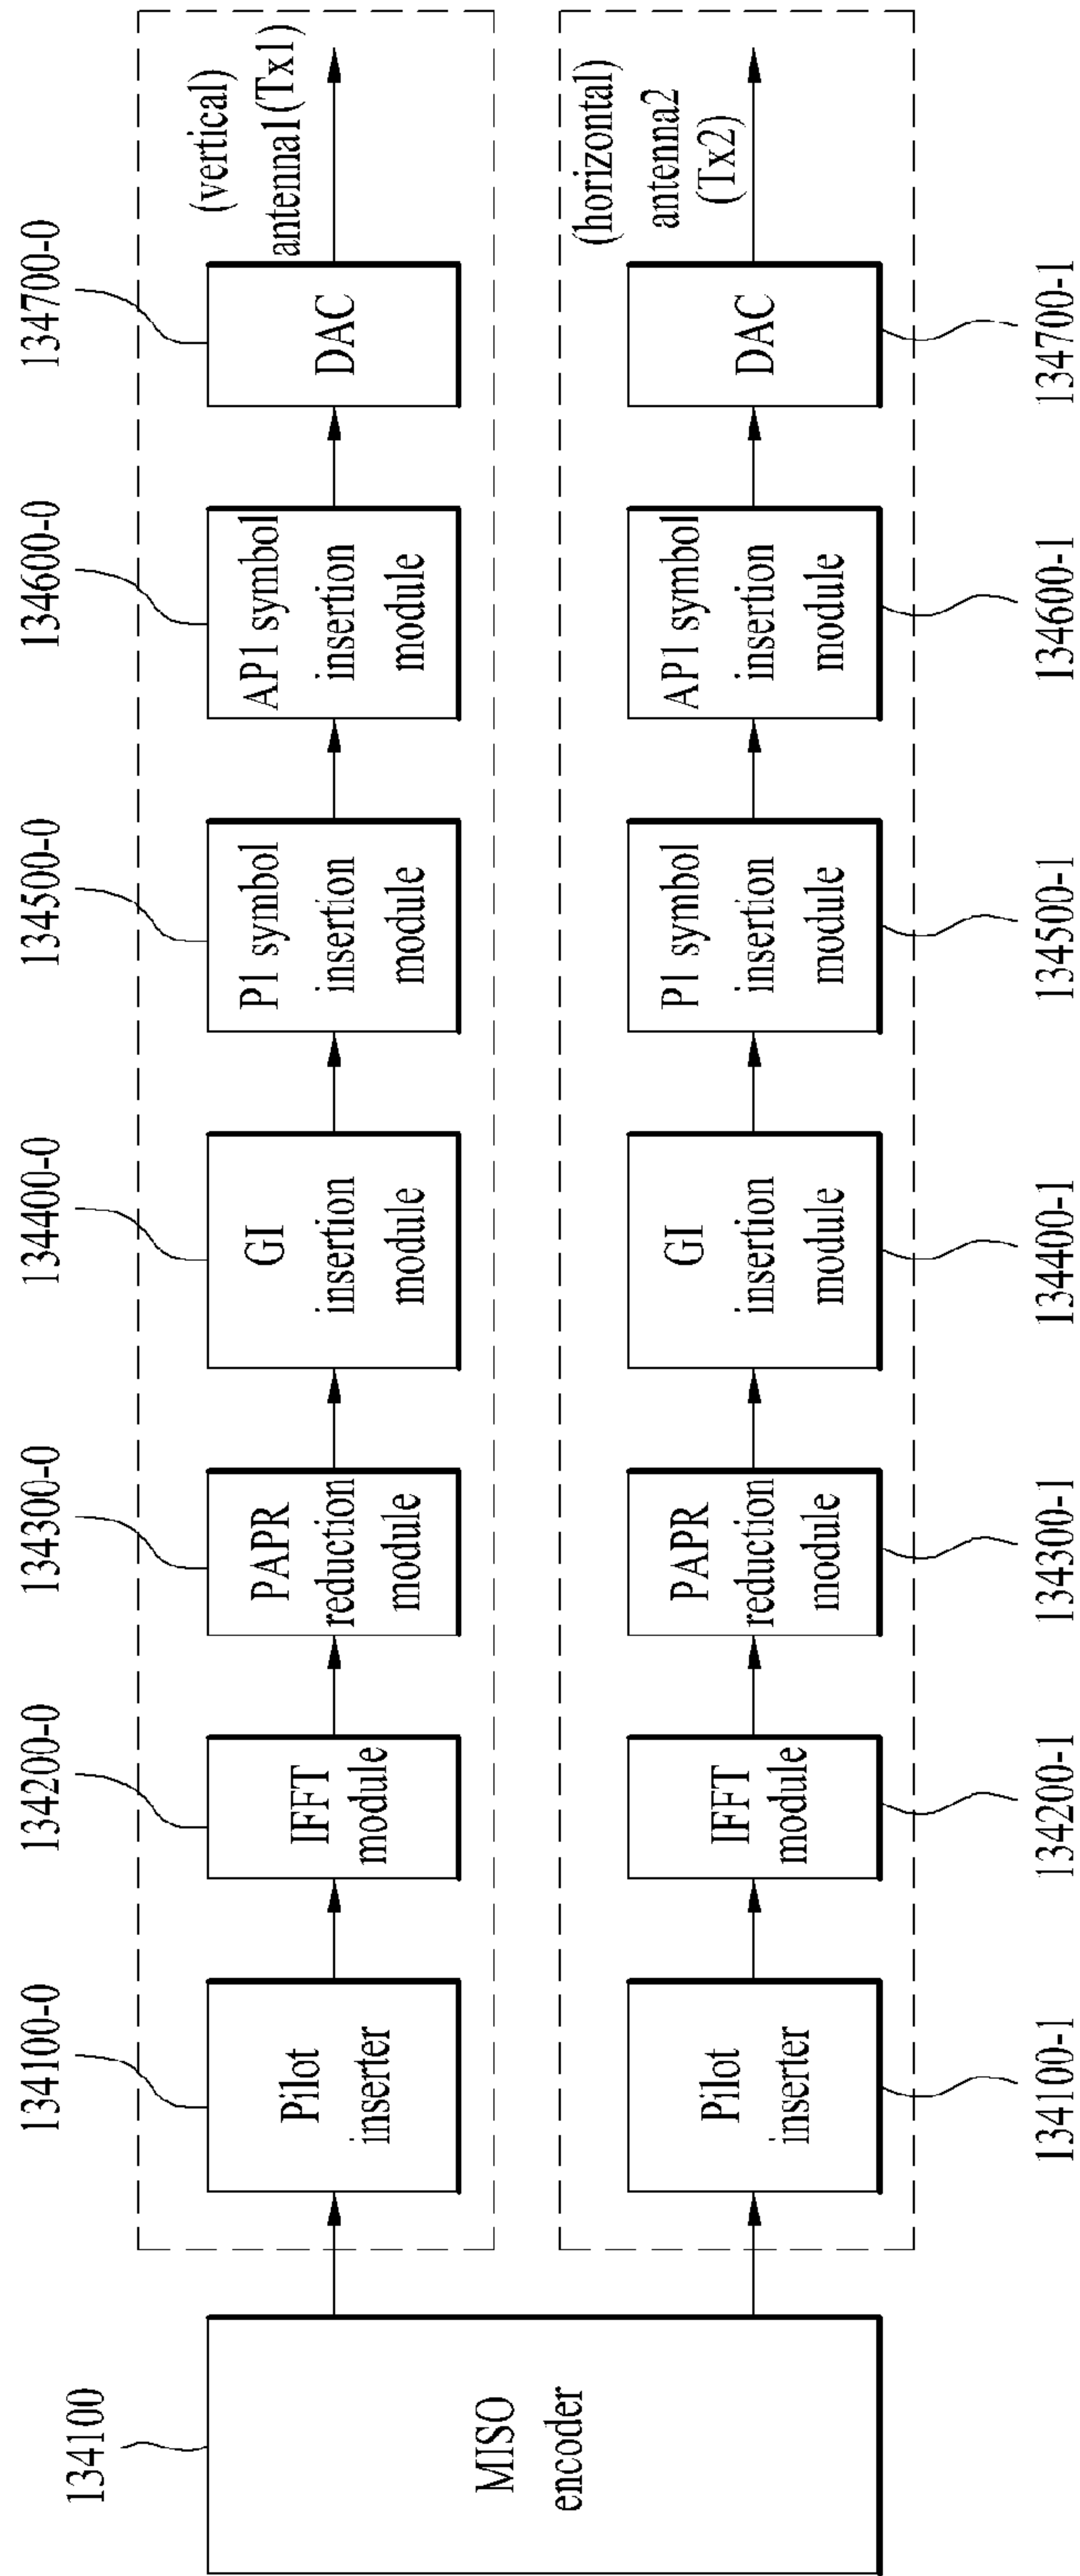 134100
134100-0
134200-0
134300-0
134400-0
134500-0
134600-0
134700-0
MISO
encoder
Pilot
inserter
IFFT
module
PAPR
reduction
module
GI
insertion
module
P1 symbol
insertion
module
AP1 symbol
insertion
module
DAC
(vertical)
antenna1(Tx1)
Pilot
inserter
IFFT
module
PAPR
reduction
module
GI
insertion
module
P1 symbol
insertion
module
AP1 symbol
insertion
module
DAC
(horizontal)
antenna2
(Tx2)
134100-1
134200-1
134300-1
134400-1
134500-1
134600-1
134700-1